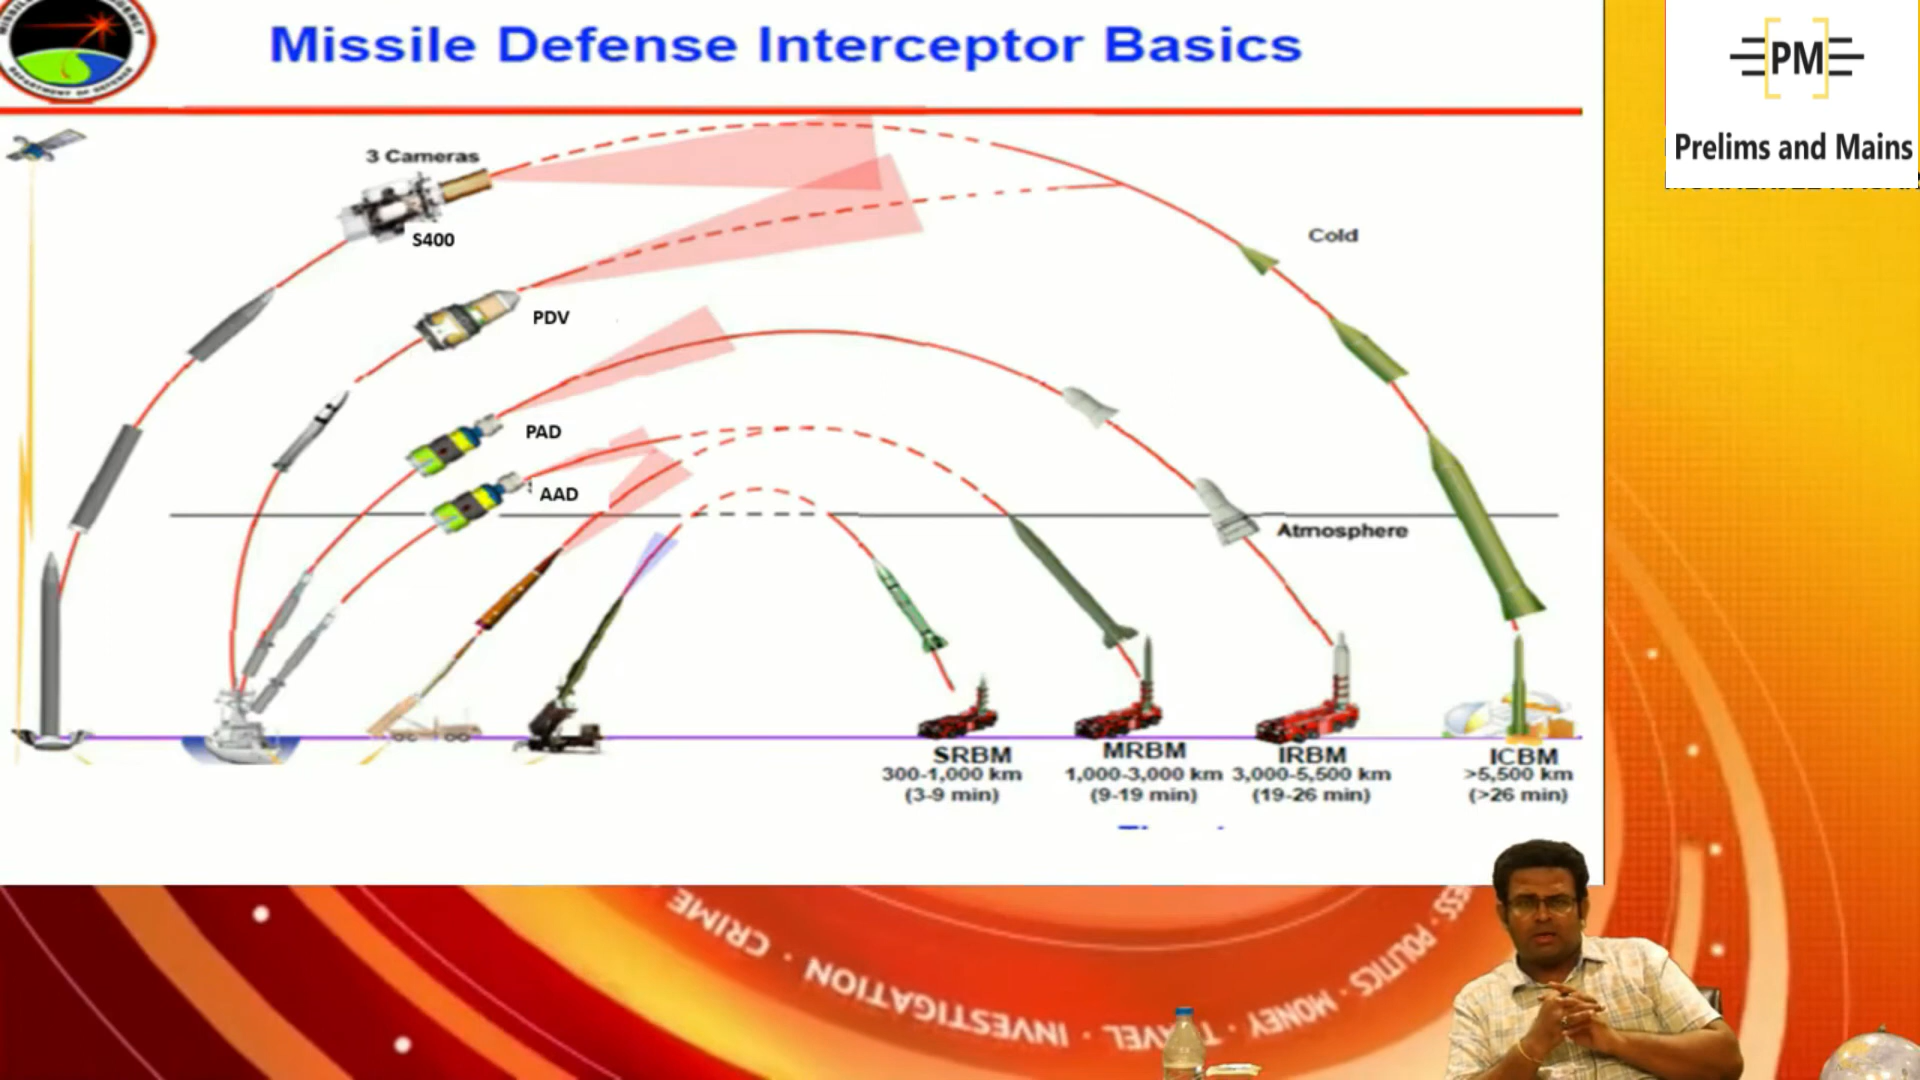 Missile Defense Interceptor Basics
PM
Prelims and Mains
3 Cameras
S400
Cold
PDV
PAD
AAD
Atmosphere
SRBM
300-1,000 km
(3-9 min)
MRBM
1,000-3,000 km
(9-19 min)
IRBM
3,000-5,500 km
(19-26 min)
ICBM
>5,500 km
(>26 min)
CRIME · INVESTIGATION · TRAVEL · MONEY · POLITICS ·